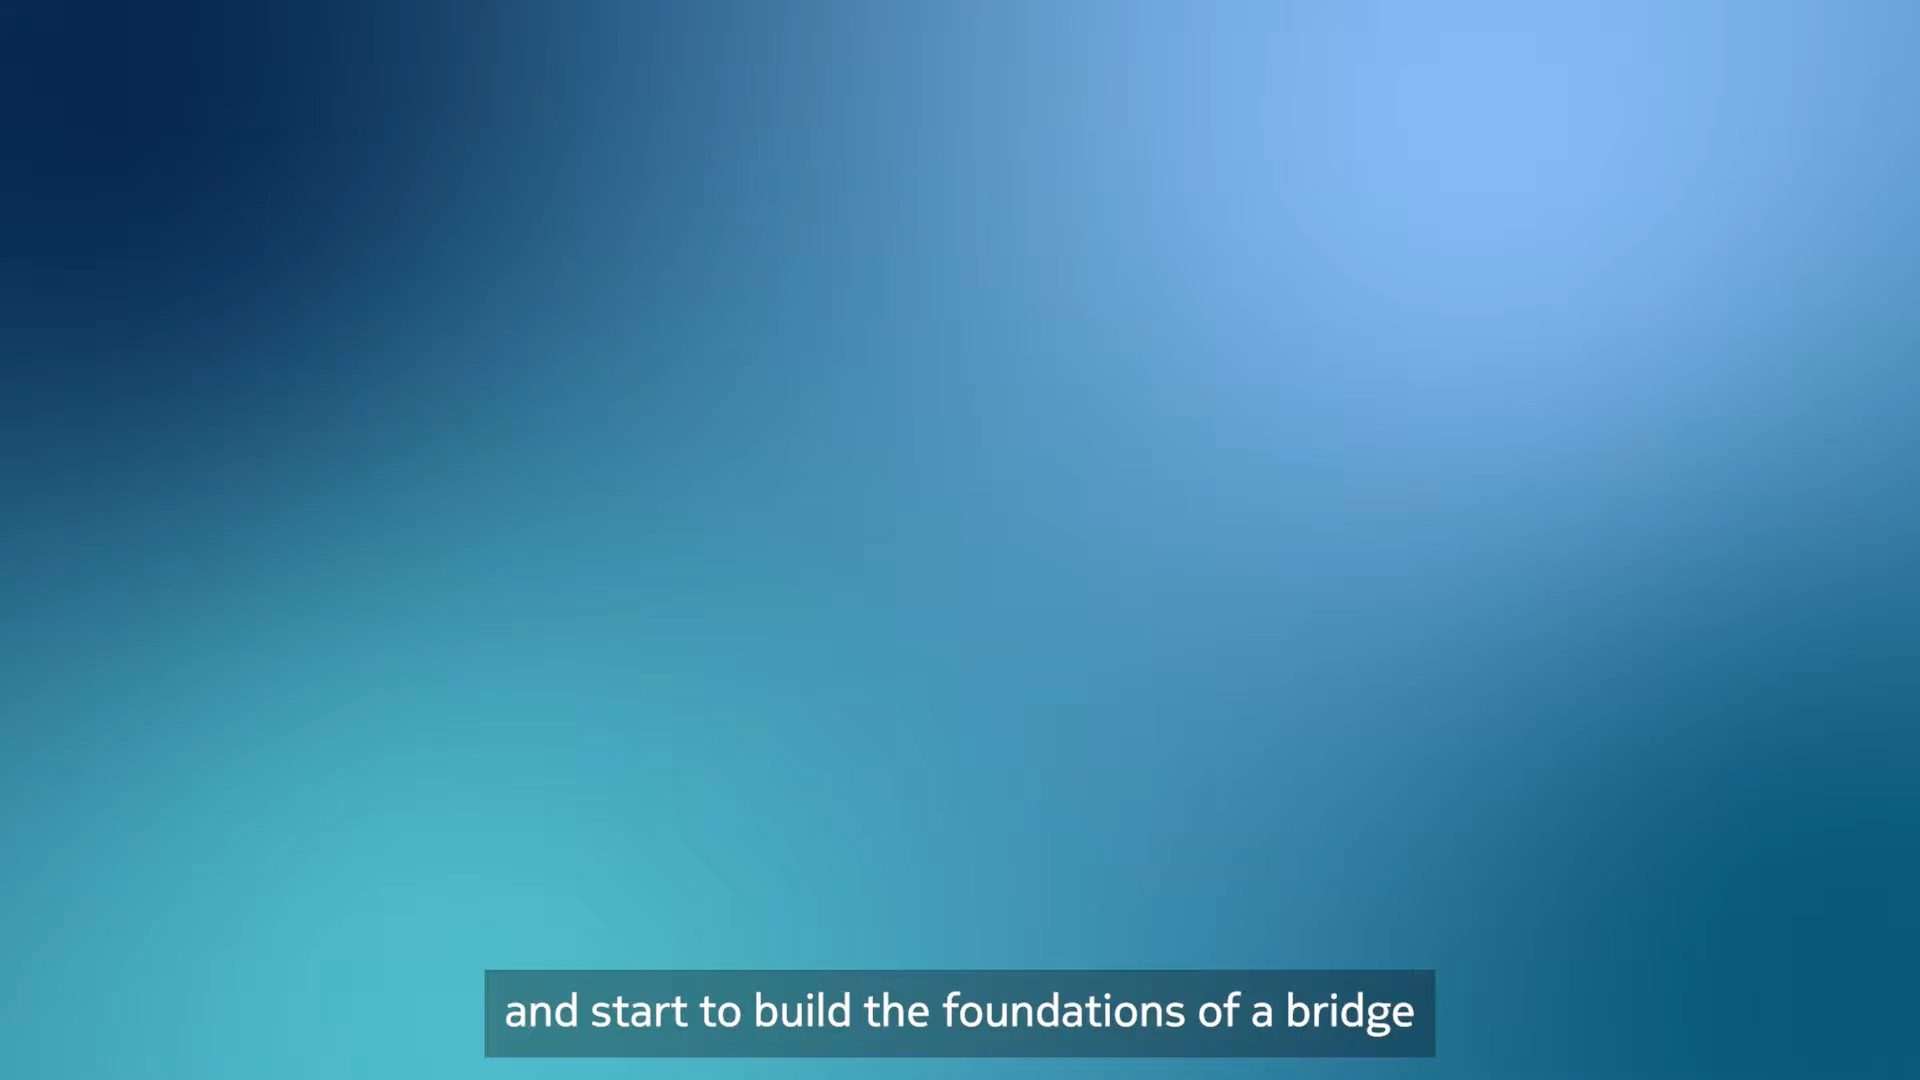 and start to build the foundations of a bridge